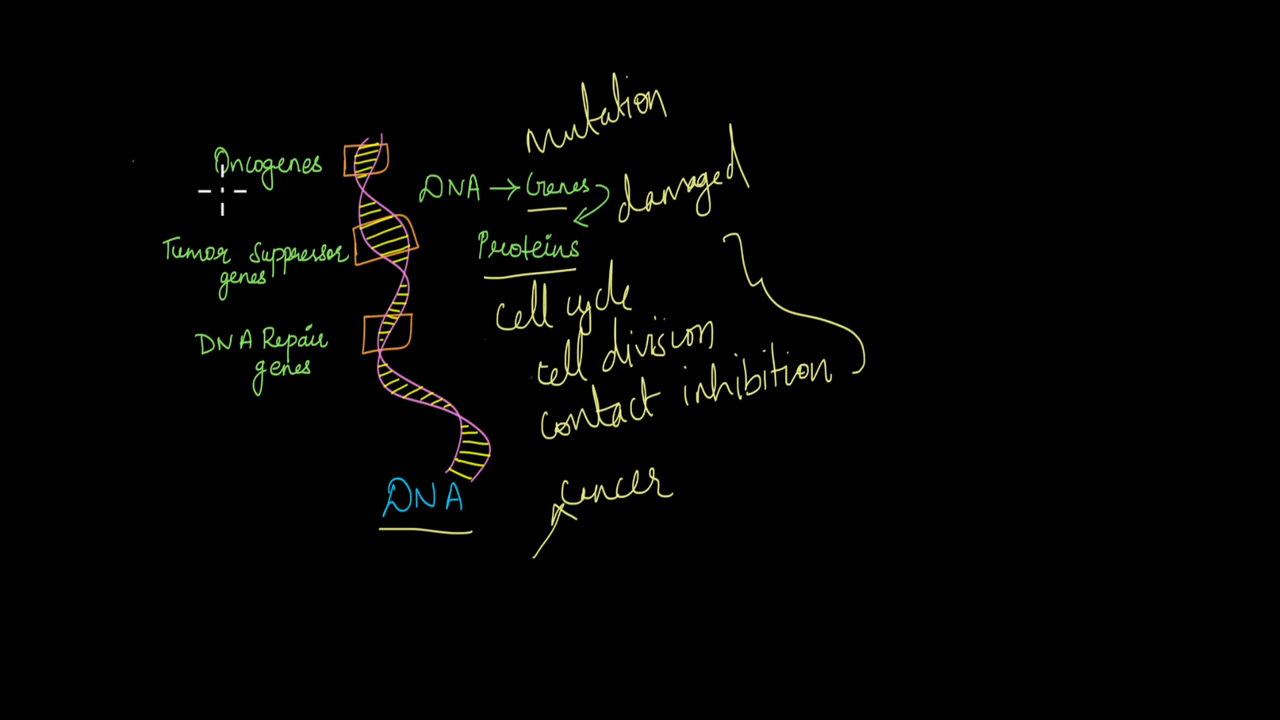 mutation
Oncogenes
DNA → Genes
damaged
Tumor Suppressor
genes
Proteins
cell cycle
DNA Repair
genes
cell division
contact inhibition
cancer
DNA